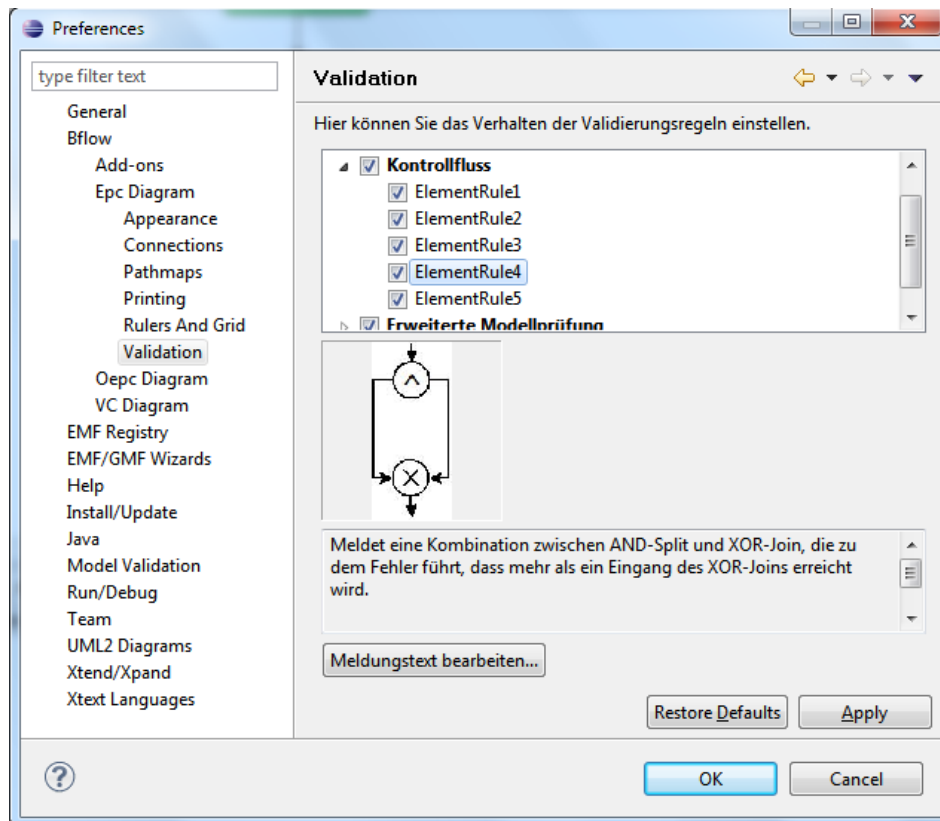 Preferences
type filter text
General
Bflow
Add-ons
Epc Diagram
Appearance
Connections
Pathmaps
Printing
Rulers And Grid
Validation
Oepc Diagram
VC Diagram
EMF Registry
EMF/GMF Wizards
Help
Install/Update
Java
Model Validation
Run/Debug
Team
UML2 Diagrams
Xtend/Xpand
Xtext Languages
Validation
Hier können Sie das Verhalten der Validierungsregeln einstellen.
Kontrollfluss
ElementRule1
ElementRule2
ElementRule3
ElementRule4
ElementRule5
Erweiterte Modellprüfung
Meldet eine Kombination zwischen AND-Split und XOR-Join, die zu
dem Fehler führt, dass mehr als ein Eingang des XOR-Joins erreicht
wird.
Meldungstext bearbeiten...
Restore Defaults
Apply
OK
Cancel